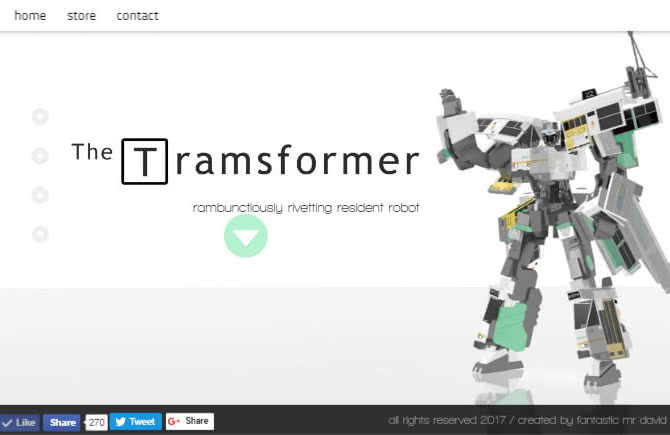 home store contact
The Tramsformer
rambunctiously rivetting resident robot
Like Share 270 Tweet G+ Share
all rights reserved 2017 / created by fantastic mr david